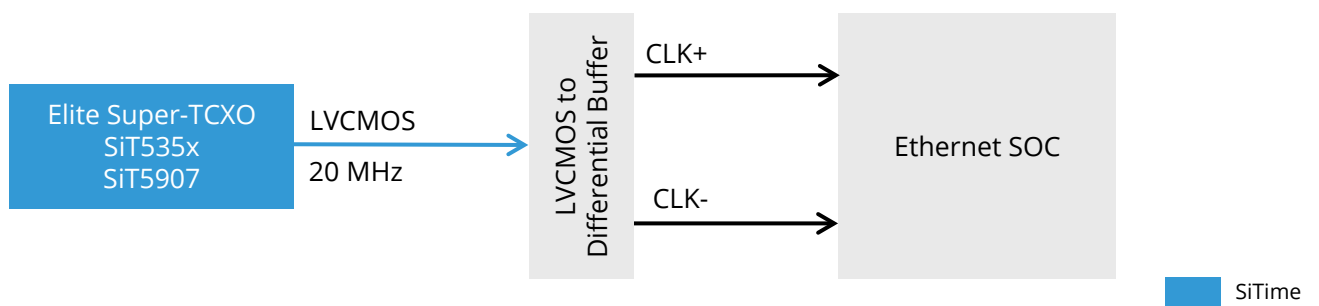 Elite Super-TCXO
SiT535x
SiT5907
LVCMOS
20 MHz
LVCMOS to
Differential Buffer
CLK+
CLK-
Ethernet SOC
SiTime